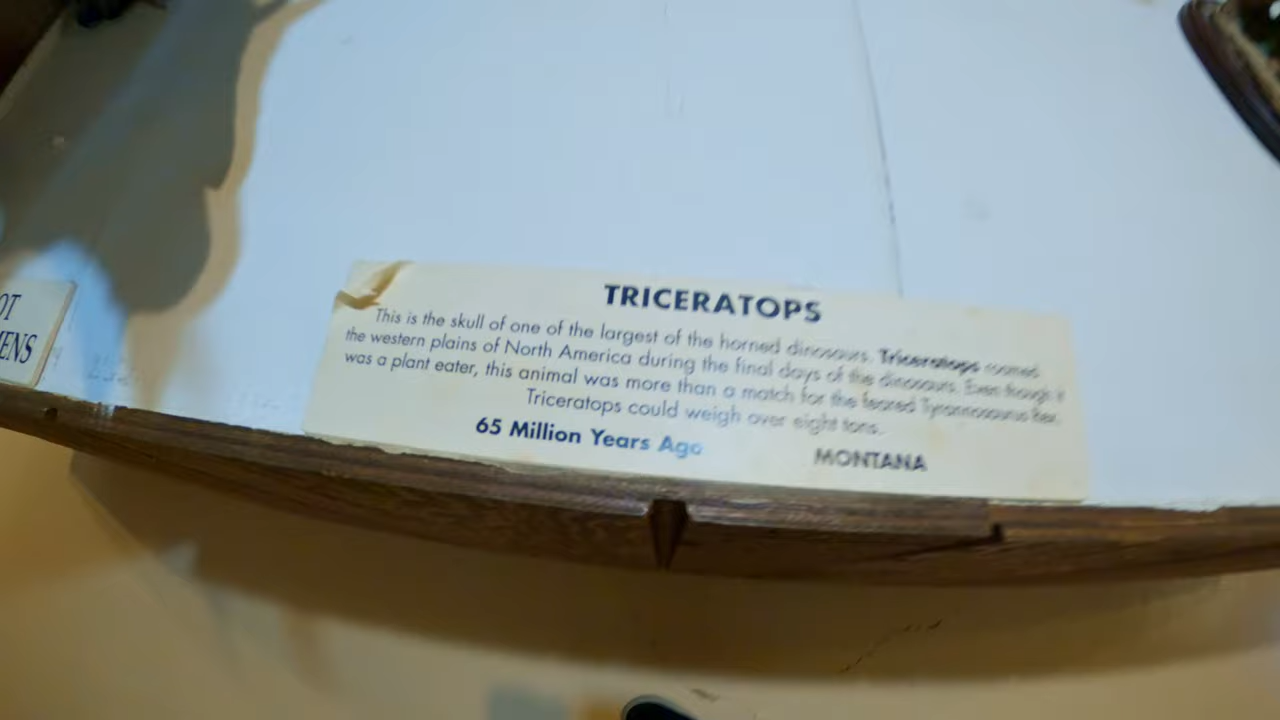 TRICERATOPS
This is the skull of one of the largest of the horned dinosaurs. Triceratops roamed
the western plains of North America during the final days of the dinosaurs. Even though it
was a plant eater, this animal was more than a match for the feared Tyrannosaurus Rex.
Triceratops could weigh over eight tons.
65 Million Years Ago
MONTANA
OT
ENS